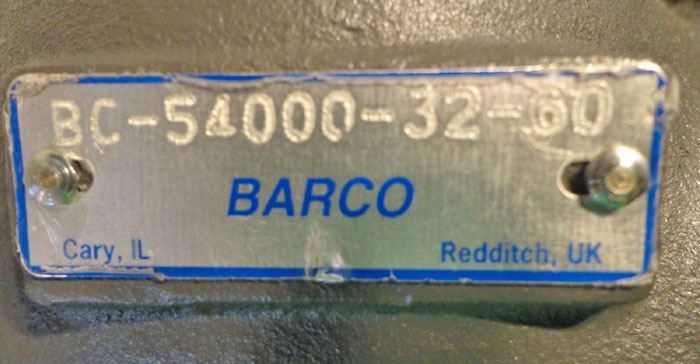 BC-54000-32-60
BARCO
Cary, IL
Redditch, UK